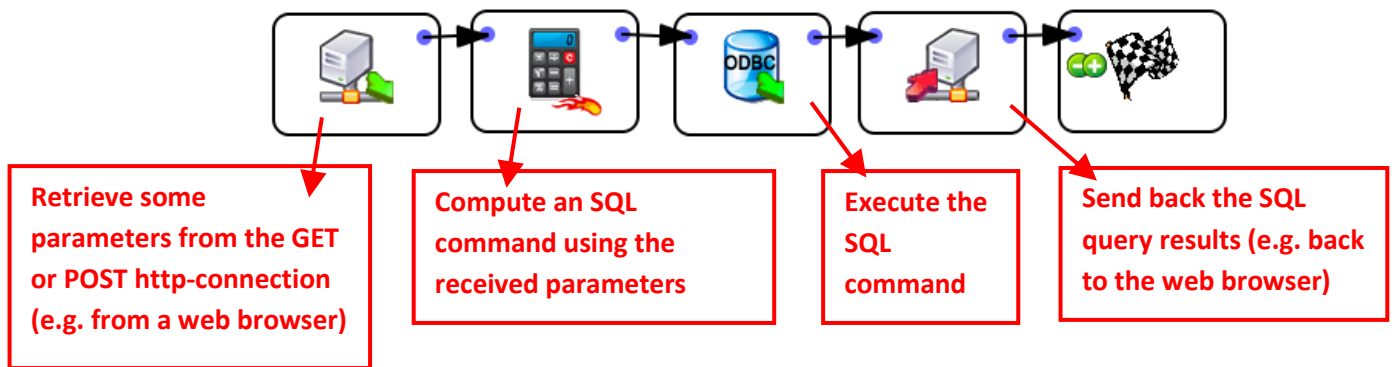 ODBC
Retrieve some
parameters from the GET
or POST http-connection
(e.g. from a web browser)
Compute an SQL
command using the
received parameters
Execute the
SQL
command
Send back the SQL
query results (e.g. back
to the web browser)